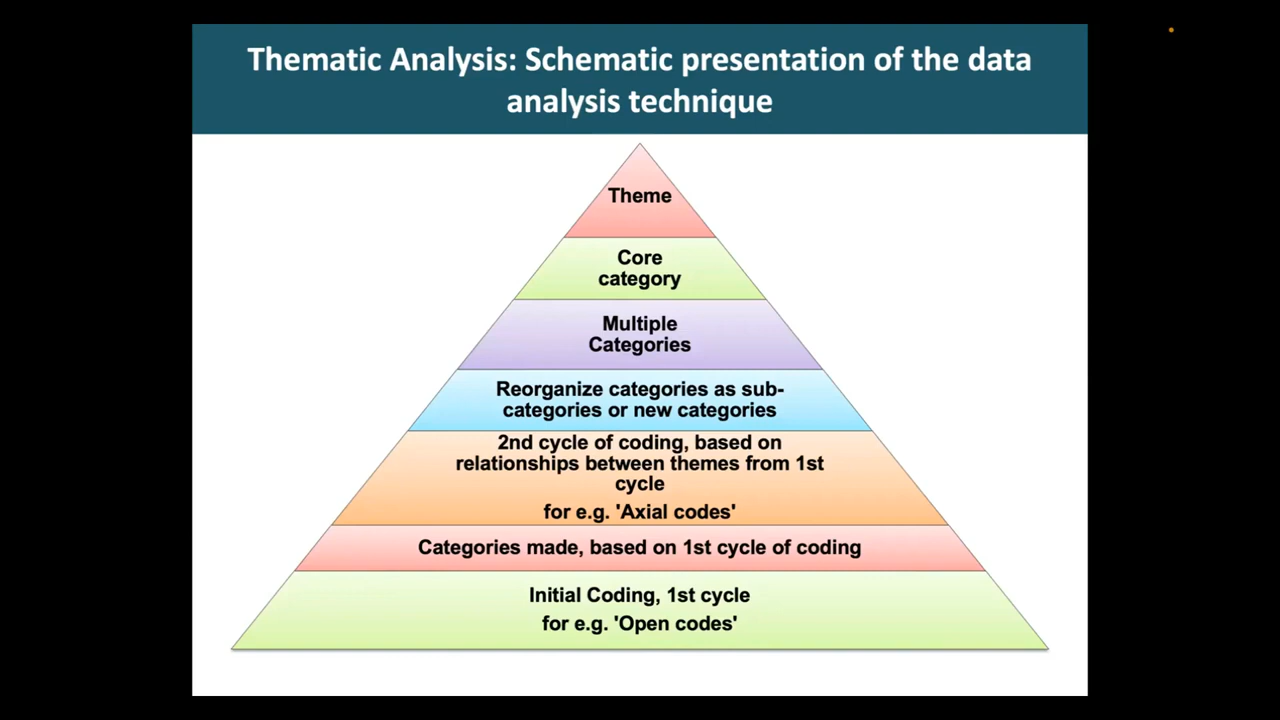 Thematic Analysis: Schematic presentation of the data
analysis technique
Theme
Core
category
Multiple
Categories
Reorganize categories as sub-
categories or new categories
2nd cycle of coding, based on
relationships between themes from 1st
cycle
for e.g. 'Axial codes'
Categories made, based on 1st cycle of coding
Initial Coding, 1st cycle
for e.g. 'Open codes'